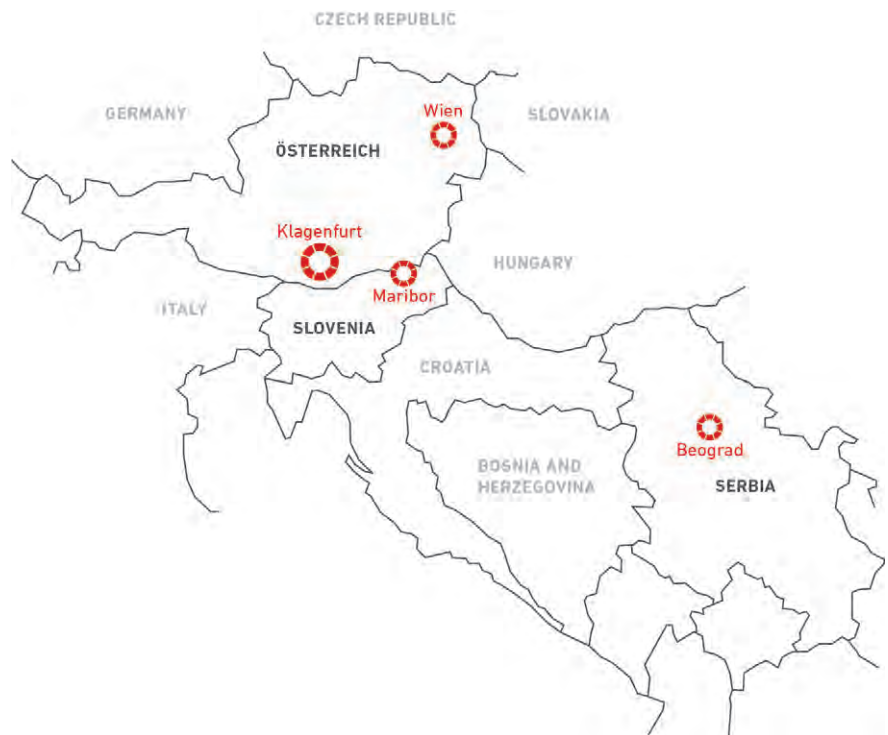 CZECH REPUBLIC
GERMANY
Wien
SLOVAKIA
ÖSTERREICH
Klagenfurt
HUNGARY
Maribor
ITALY
SLOVENIA
CROATIA
Beograd
BOSNIA AND
HERZEGOVINA
SERBIA